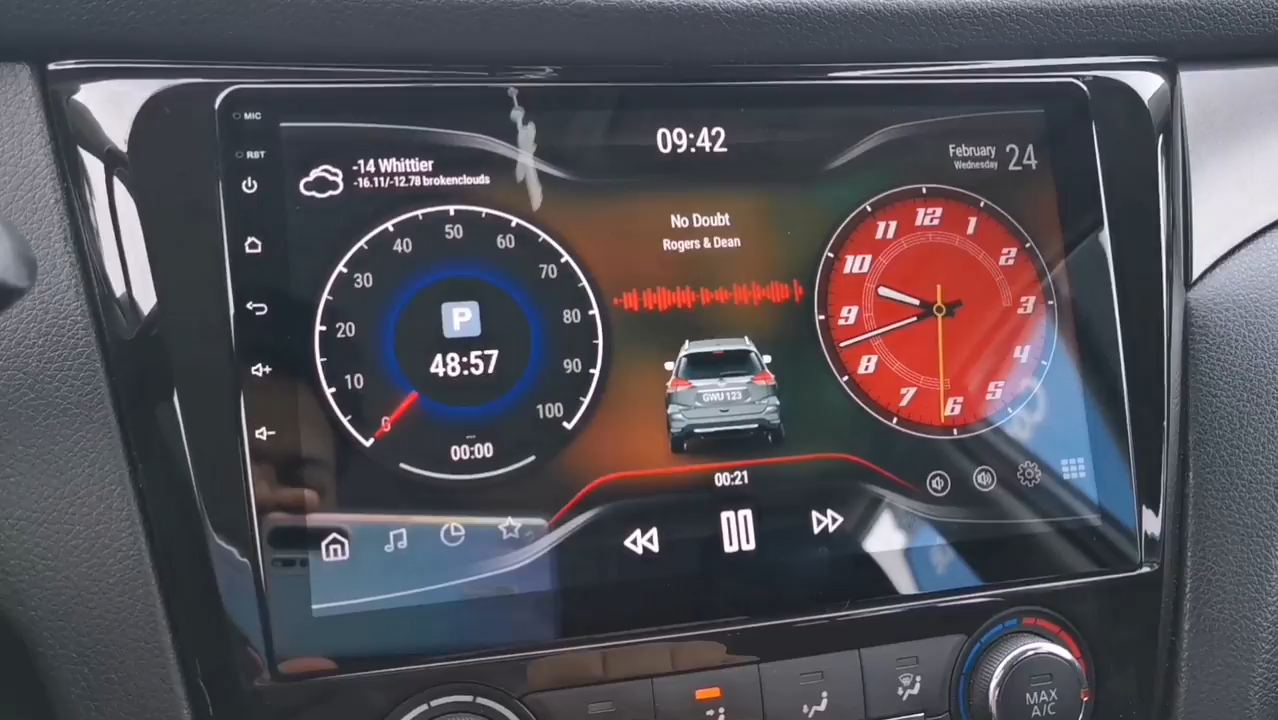 MIC
RST
09:42
-14 Whittier
-16.11/-12.78 brokenclouds
February
Wednesday
24
No Doubt
Rogers & Dean
0
10
20
30
40
50
60
70
80
90
100
P
48:57
00:00
12
1
2
3
4
5
6
7
8
9
10
11
GWU 123
00:21
MAX
A/C